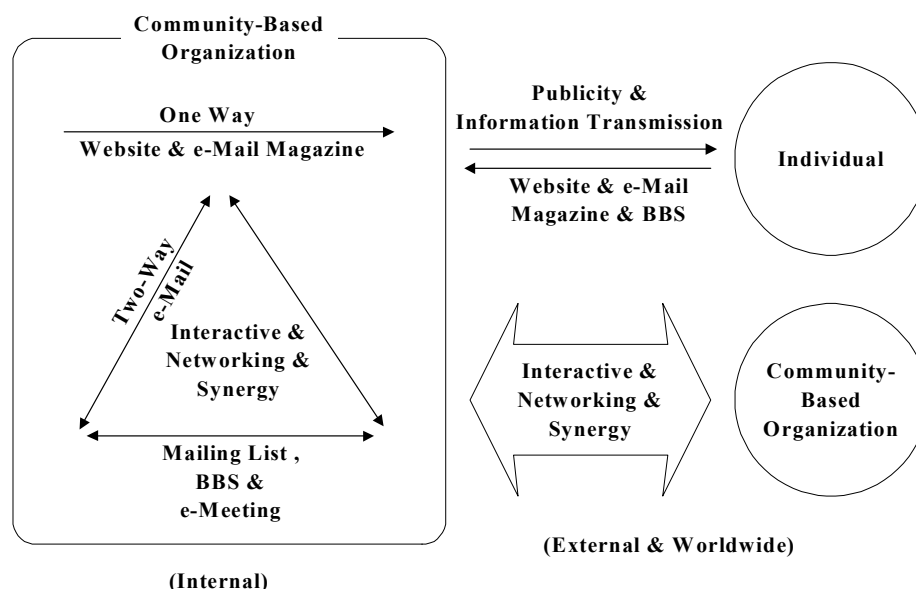 Community-Based
Organization
One Way
Website & e-Mail Magazine
Two-Way
e-Mail
Interactive &
Networking &
Synergy
Mailing List ,
BBS &
e-Meeting
(Internal)
Publicity &
Information Transmission
Website & e-Mail
Magazine & BBS
Individual
Interactive &
Networking &
Synergy
Community-
Based
Organization
(External & Worldwide)